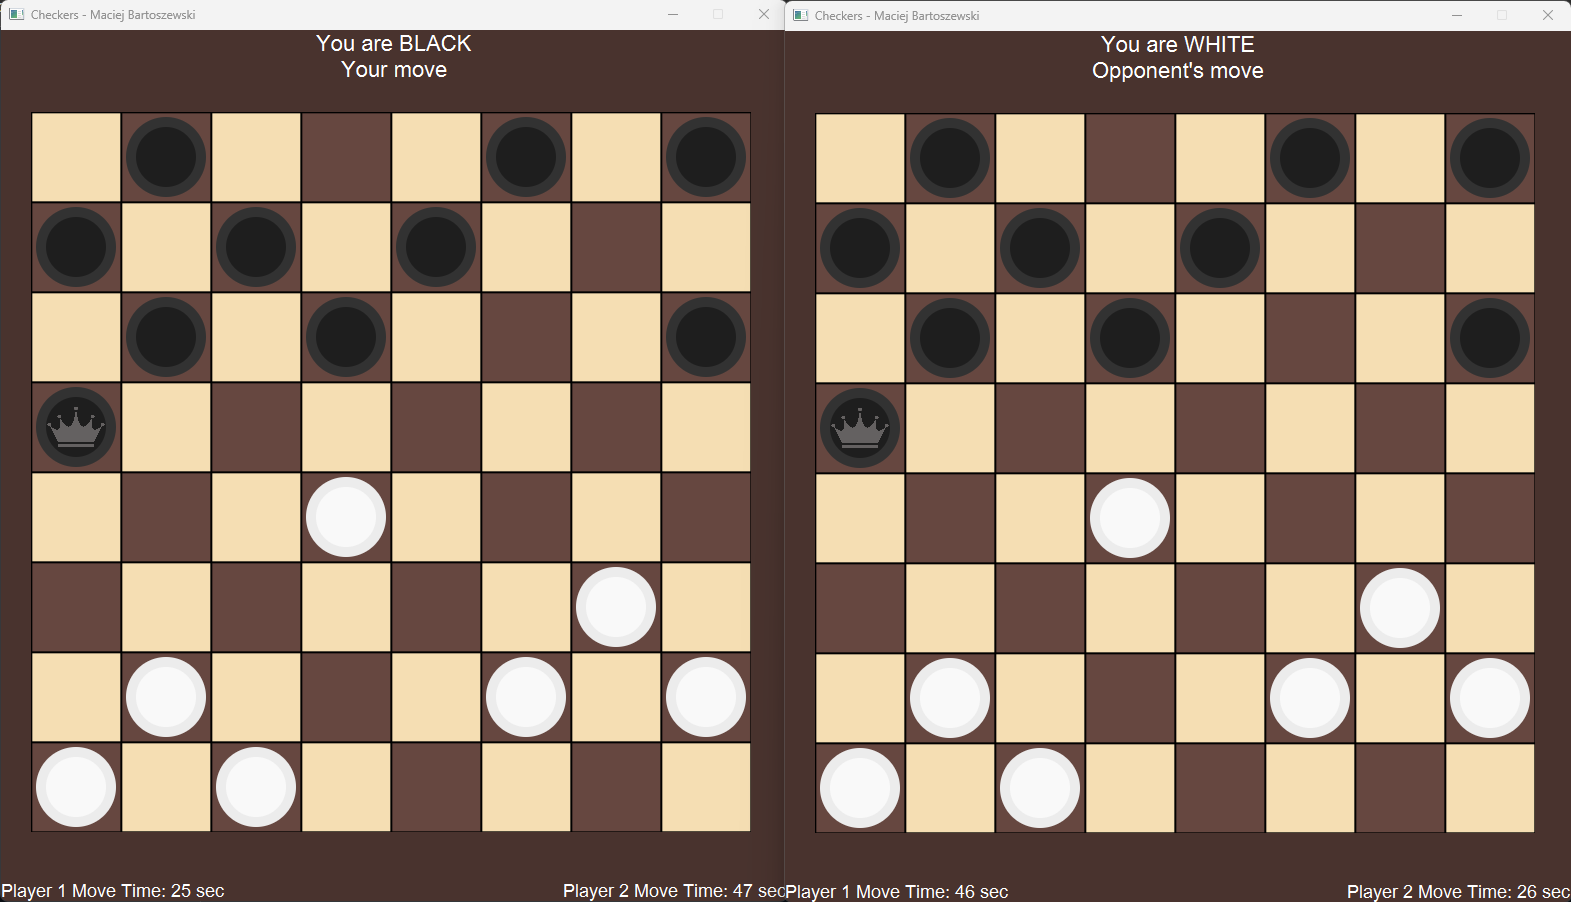 Checkers - Maciej Bartoszewski
You are BLACK
Your move
Player 1 Move Time: 25 sec
Player 2 Move Time: 47 sec
Checkers - Maciej Bartoszewski
You are WHITE
Opponent's move
Player 1 Move Time: 46 sec
Player 2 Move Time: 26 sec